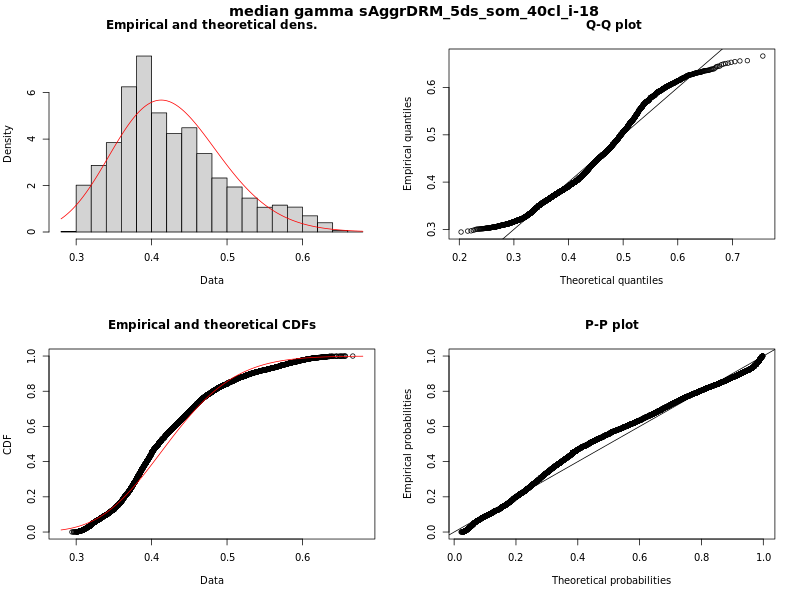 median gamma sAggrDRM_5ds_som_40cl_i-18
Empirical and theoretical dens.
Density
0 2 4 6
0.3 0.4 0.5 0.6
Data
Q-Q plot
Empirical quantiles
0.3 0.4 0.5 0.6
0.2 0.3 0.4 0.5 0.6 0.7
Theoretical quantiles
Empirical and theoretical CDFs
CDF
0.0 0.2 0.4 0.6 0.8 1.0
0.3 0.4 0.5 0.6
Data
P-P plot
Empirical probabilities
0.0 0.2 0.4 0.6 0.8 1.0
0.0 0.2 0.4 0.6 0.8 1.0
Theoretical probabilities